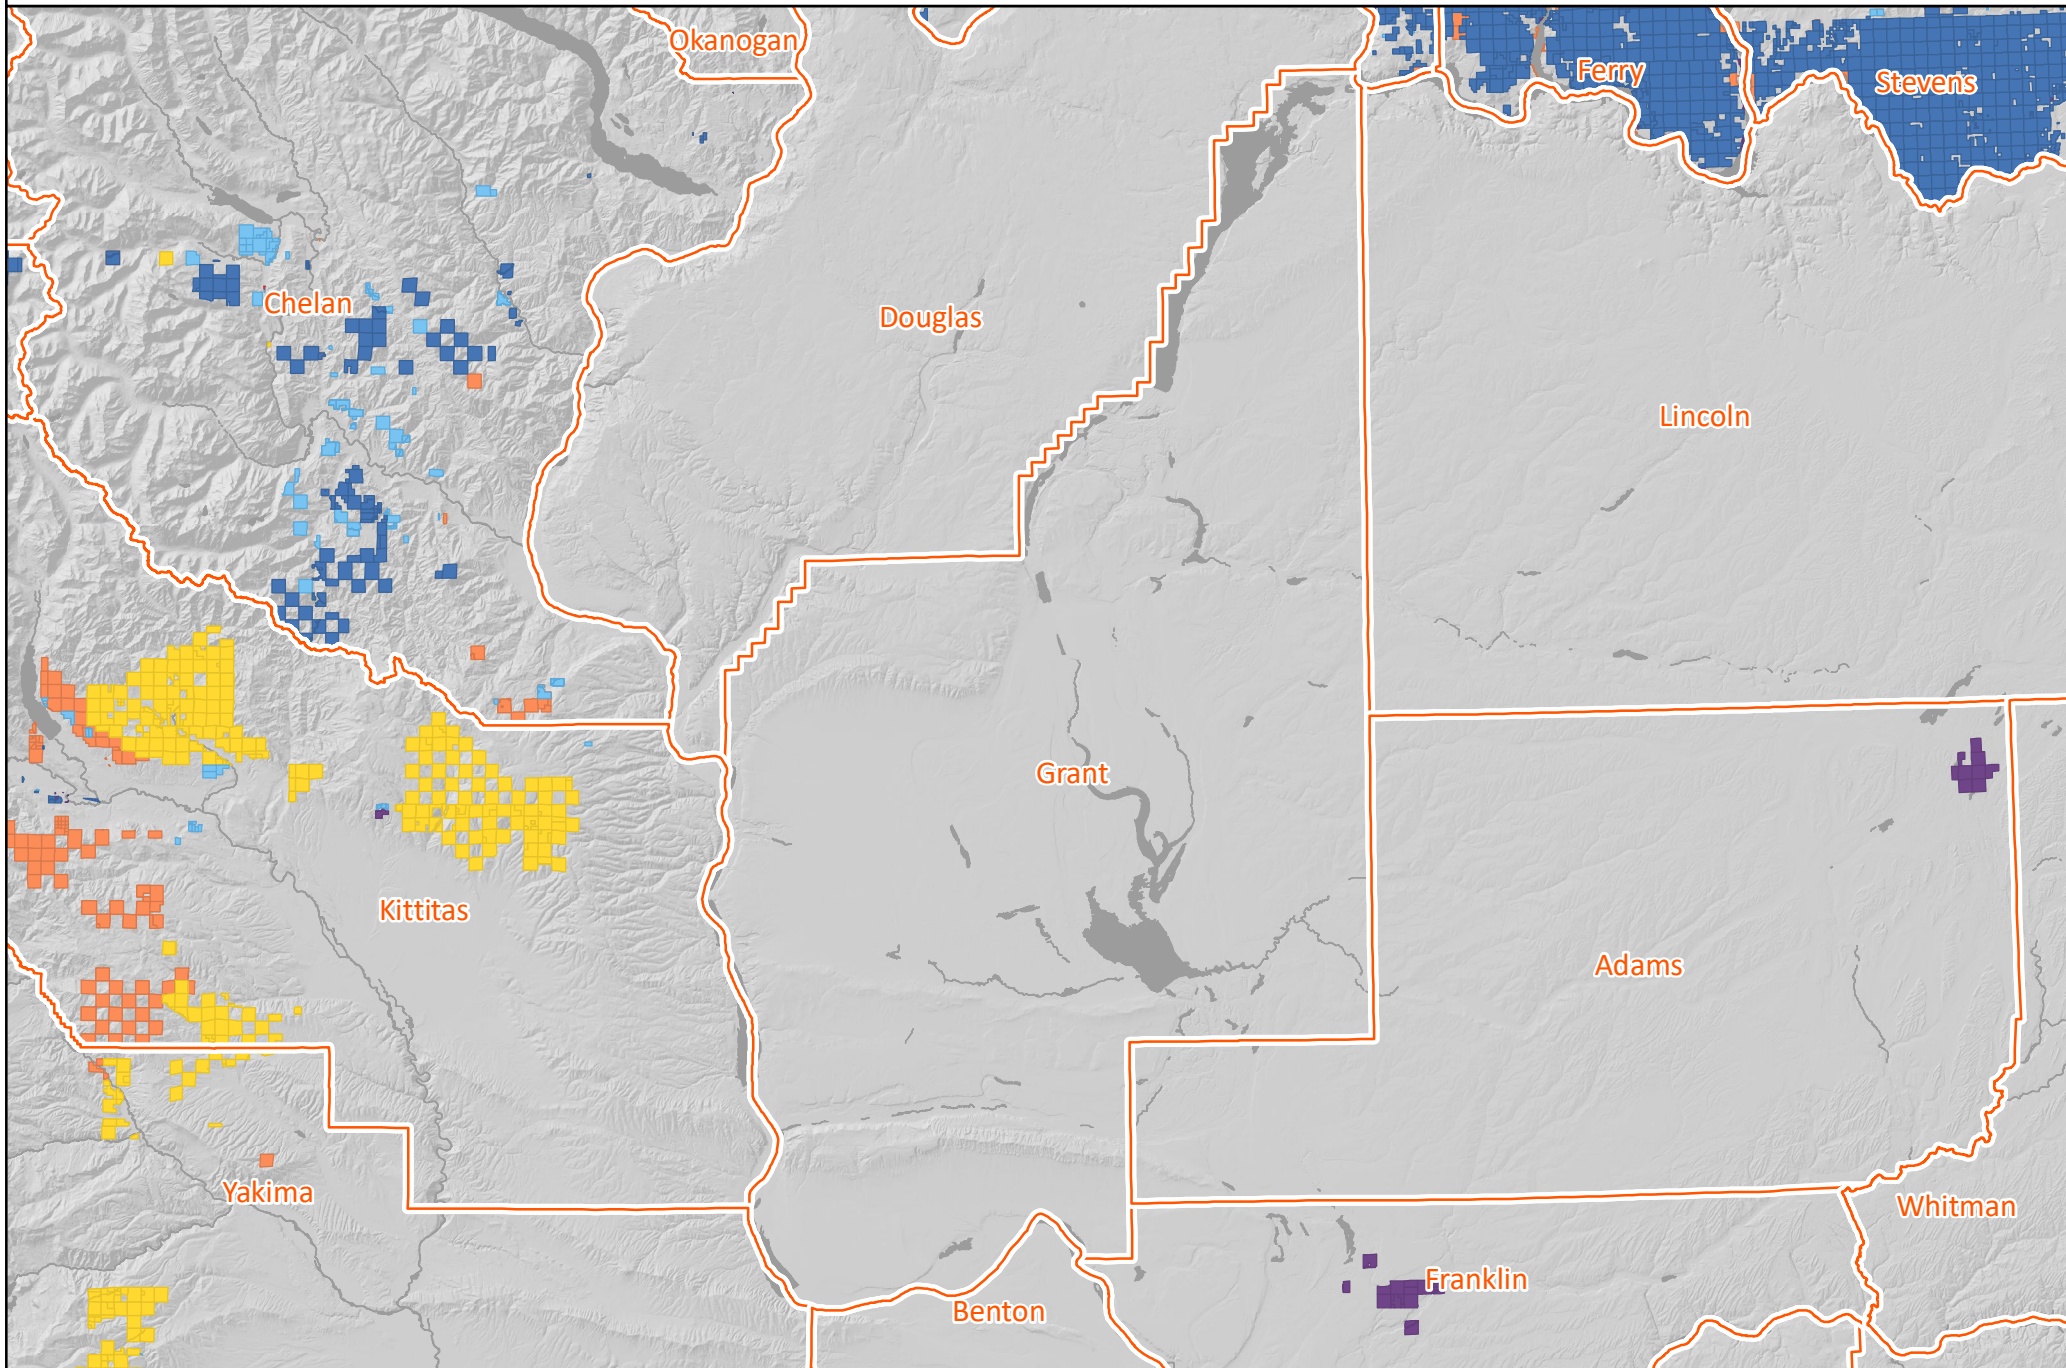 Okanogan
Ferry
Stevens
Chelan
Douglas
Lincoln
Grant
Kittitas
Adams
Yakima
Whitman
Franklin
Benton